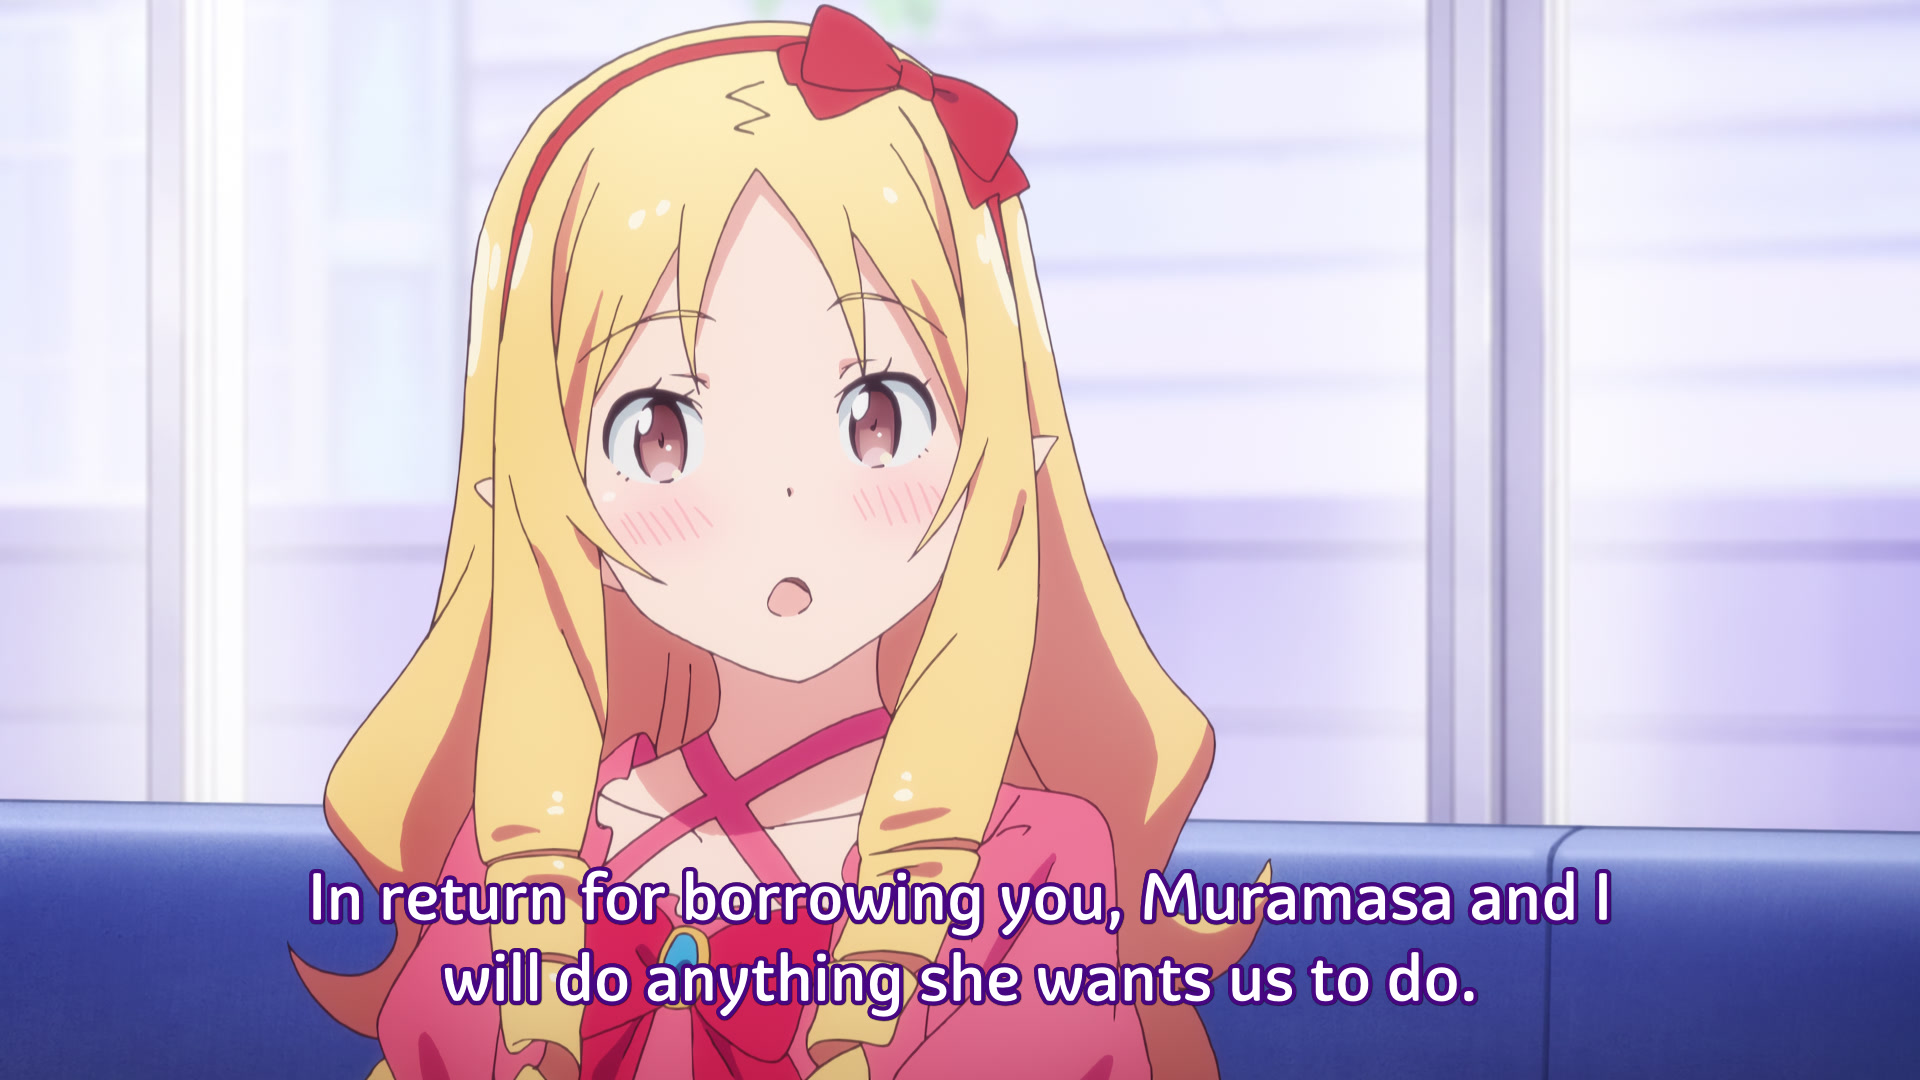 In return for borrowing you, Muramasa and I
will do anything she wants us to do.